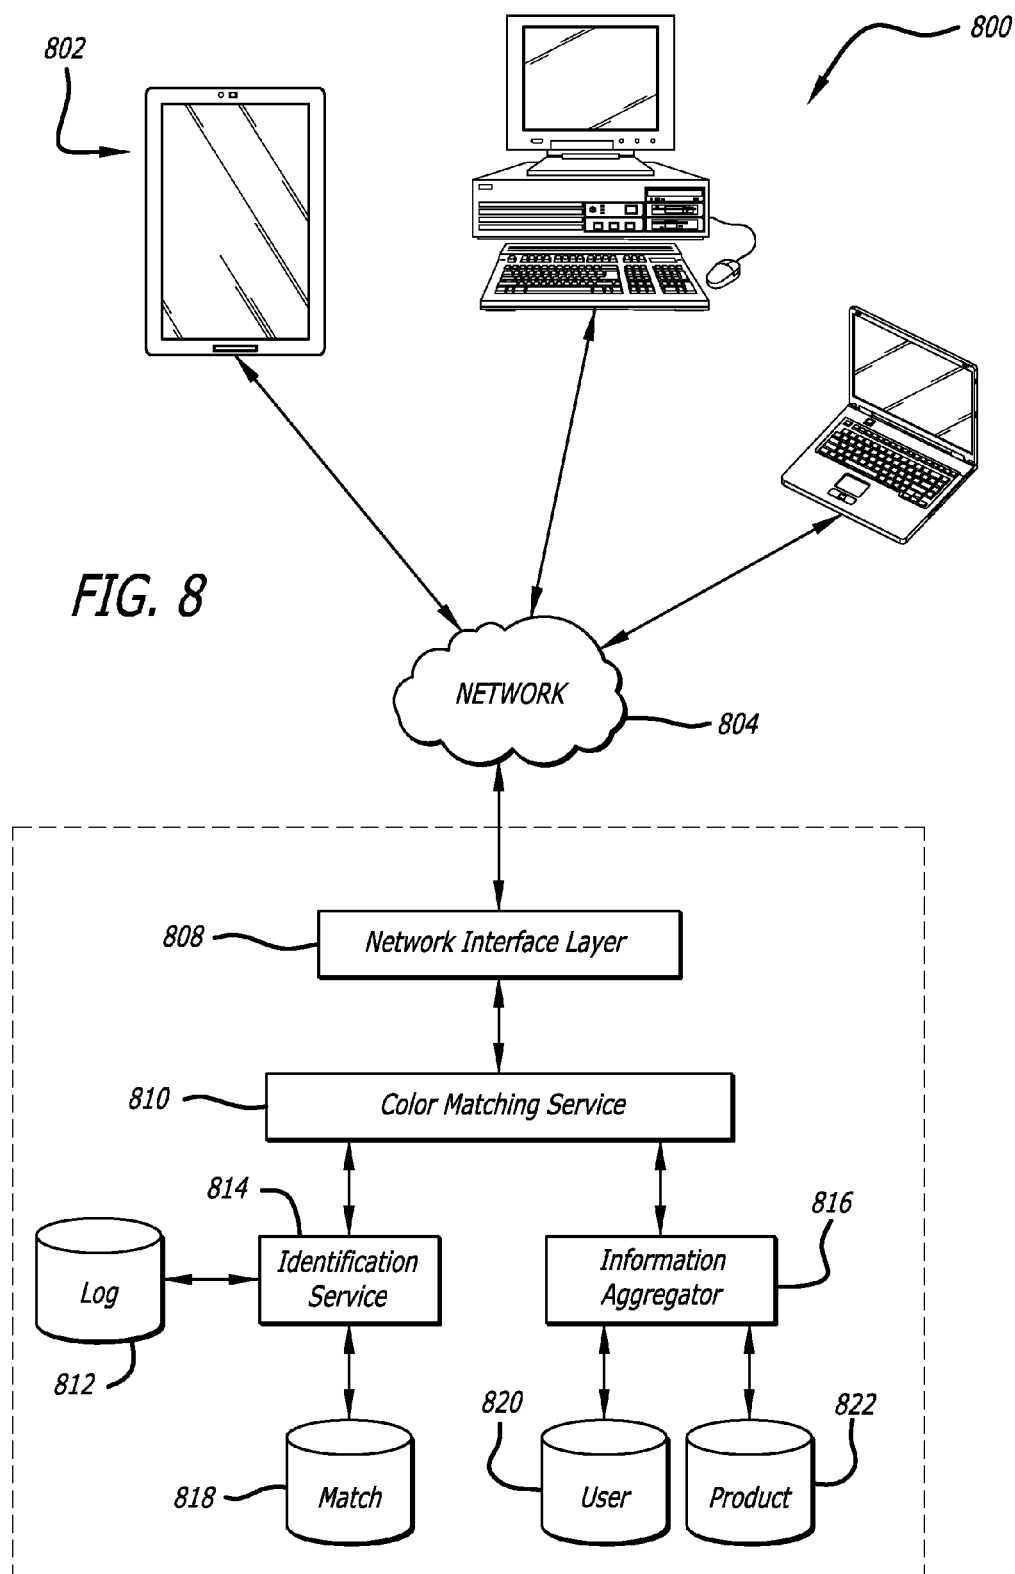 802
800
FIG. 8
NETWORK
804
808
Network Interface Layer
810
Color Matching Service
814
816
Log
Identification
Service
Information
Aggregator
812
820
822
818
Match
User
Product